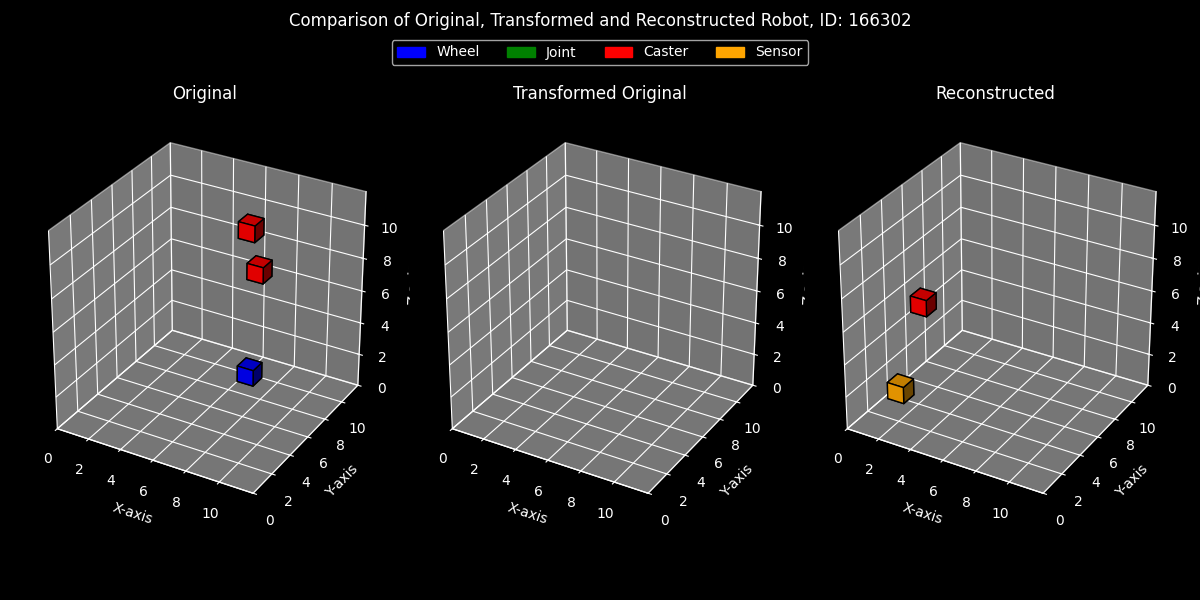 Comparison of Original, Transformed and Reconstructed Robot, ID: 166302
Wheel Joint Caster Sensor
Original Transformed Original Reconstructed
10 10 10
8 8 8
6 6 6
4 4 4
2 2 2
0 0 0
10 10 10
8 8 8
6 6 6
4 4 4
2 2 2
0 0 0
0 2 4 6 8 10 0 2 4 6 8 10 0 2 4 6 8 10
X-axis Y-axis X-axis Y-axis X-axis Y-axis